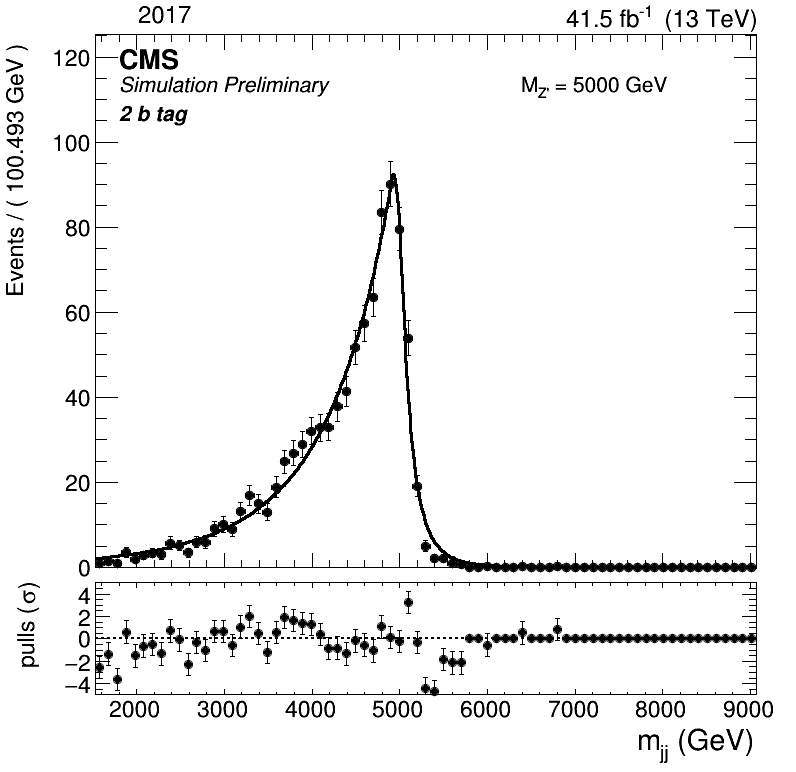 2017 41.5 fb⁻¹ (13 TeV)
CMS
Simulation Preliminary
2 b tag
M_Z' = 5000 GeV
Events / ( 100.493 GeV )
120
100
80
60
40
20
0
pulls (σ)
4
2
0
−2
−4
2000 3000 4000 5000 6000 7000 8000 9000
m_jj (GeV)